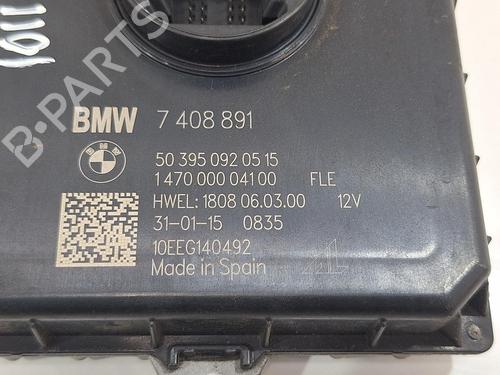 BMW 7 408 891
50 395 092 05 15
1 470 000 041 00 FLE
HWEL: 1808 06.03.00 12V
31-01-15 0835
10EEG140492
Made in Spain
B-PARTS